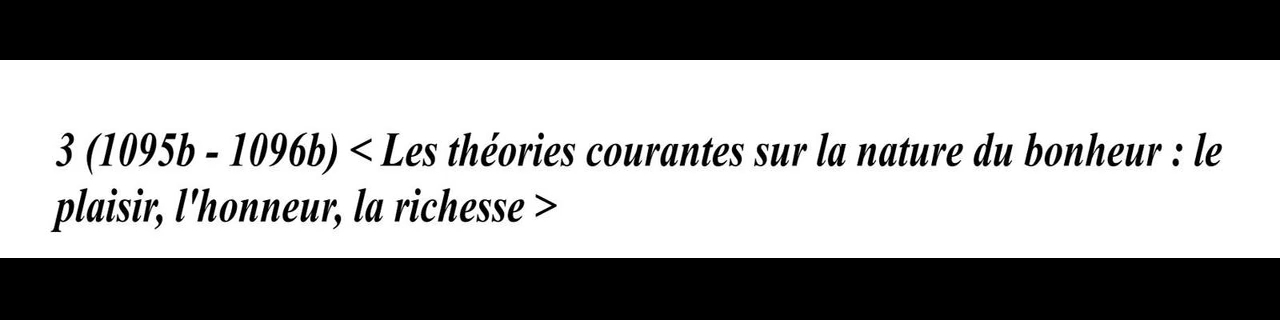 3 (1095b - 1096b) < Les théories courantes sur la nature du bonheur : le
plaisir, l'honneur, la richesse >